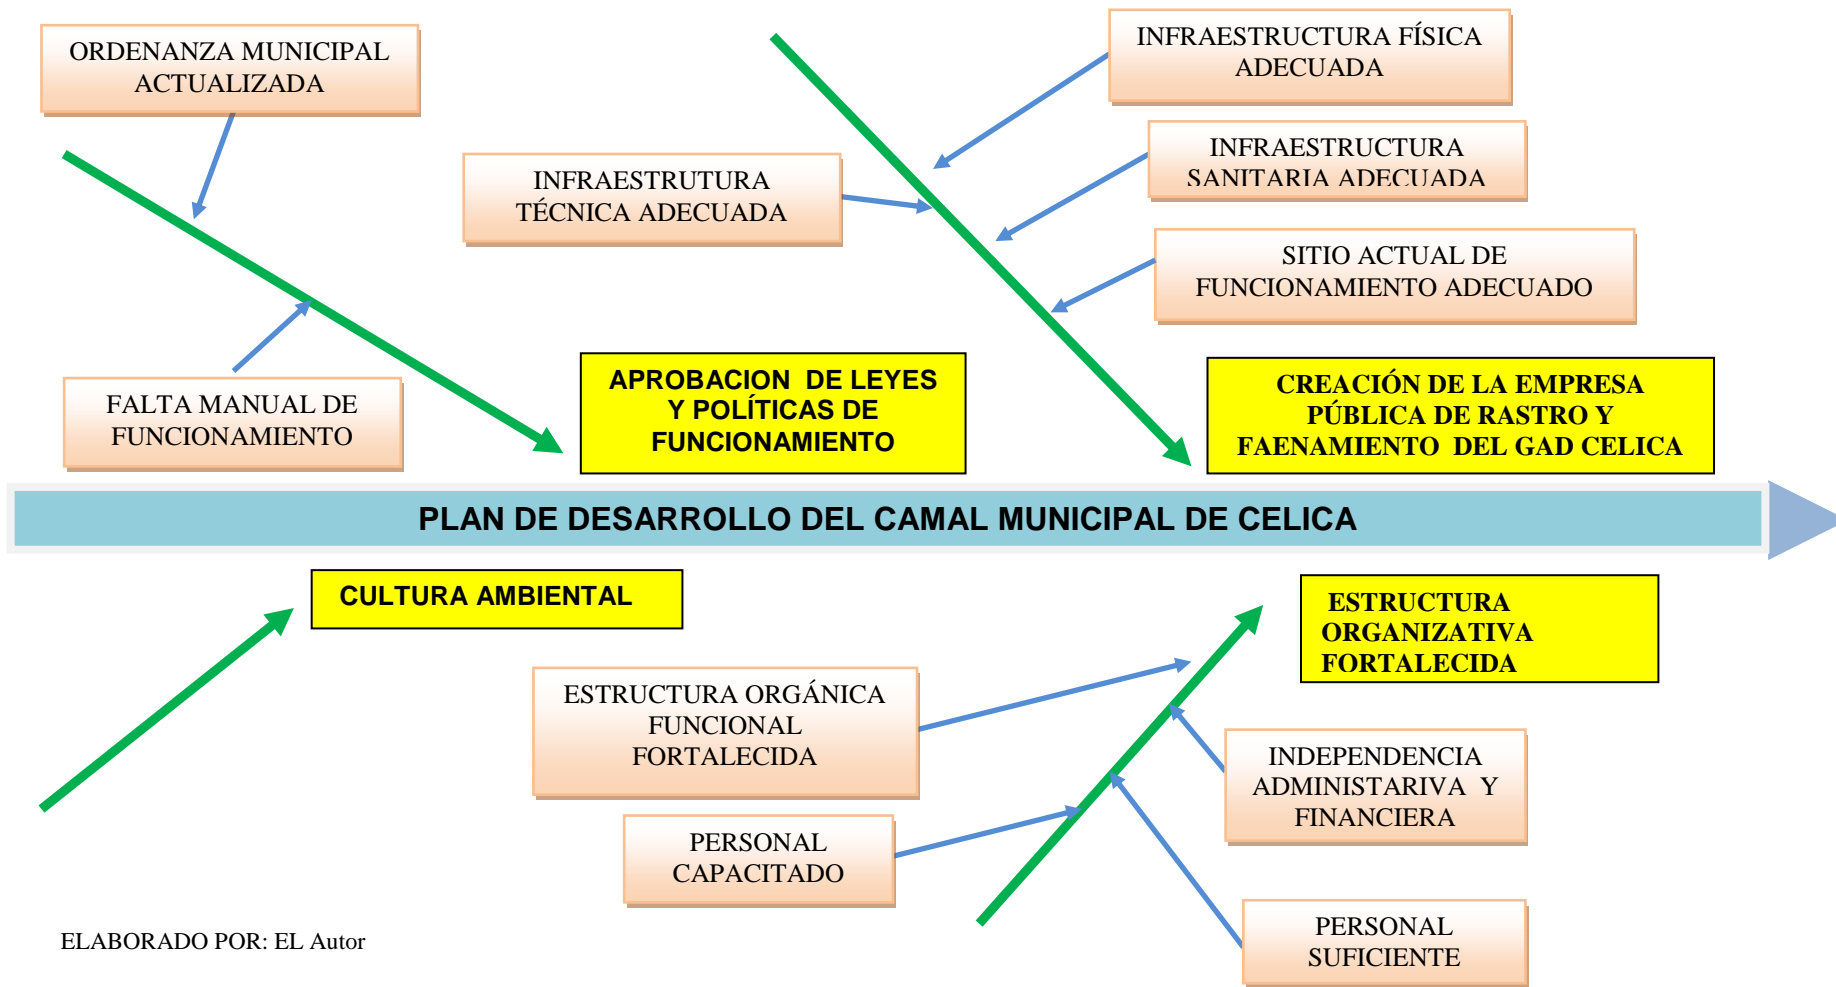 ORDENANZA MUNICIPAL
ACTUALIZADA
INFRAESTRUCTURA FÍSICA
ADECUADA
INFRAESTRUTURA
TÉCNICA ADECUADA
INFRAESTRUCTURA
SANITARIA ADECUADA
SITIO ACTUAL DE
FUNCIONAMIENTO ADECUADO
FALTA MANUAL DE
FUNCIONAMIENTO
APROBACION DE LEYES
Y POLÍTICAS DE
FUNCIONAMIENTO
CREACIÓN DE LA EMPRESA
PÚBLICA DE RASTRO Y
FAENAMIENTO DEL GAD CELICA
PLAN DE DESARROLLO DEL CAMAL MUNICIPAL DE CELICA
CULTURA AMBIENTAL
ESTRUCTURA
ORGANIZATIVA
FORTALECIDA
ESTRUCTURA ORGÁNICA
FUNCIONAL
FORTALECIDA
INDEPENDENCIA
ADMINISTARIVA Y
FINANCIERA
PERSONAL
CAPACITADO
PERSONAL
SUFICIENTE
ELABORADO POR: EL Autor